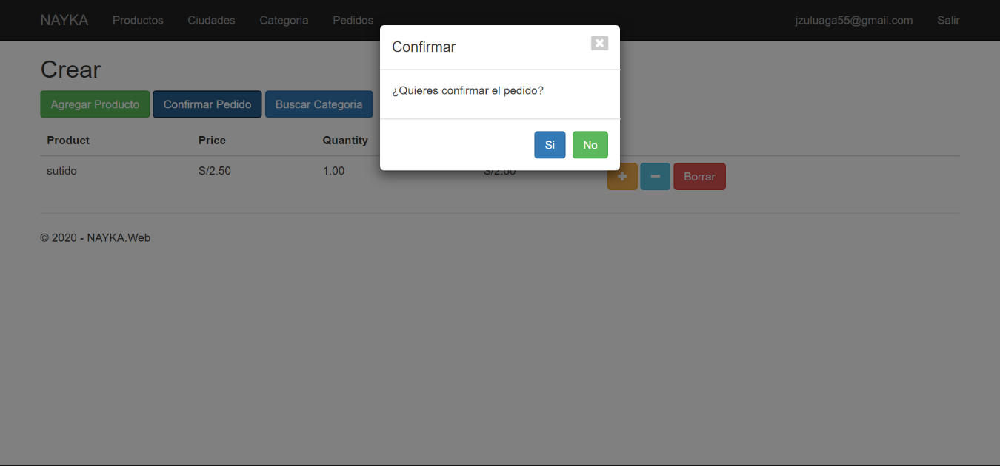 NAYKA Productos Ciudades Categoria Pedidos jzuluaga55@gmail.com Salir
Confirmar
¿Quieres confirmar el pedido?
Si No
Crear
Agregar Producto Confirmar Pedido Buscar Categoria
Product Price Quantity
sutido S/2.50 1.00 S/2.50 Borrar
© 2020 - NAYKA.Web